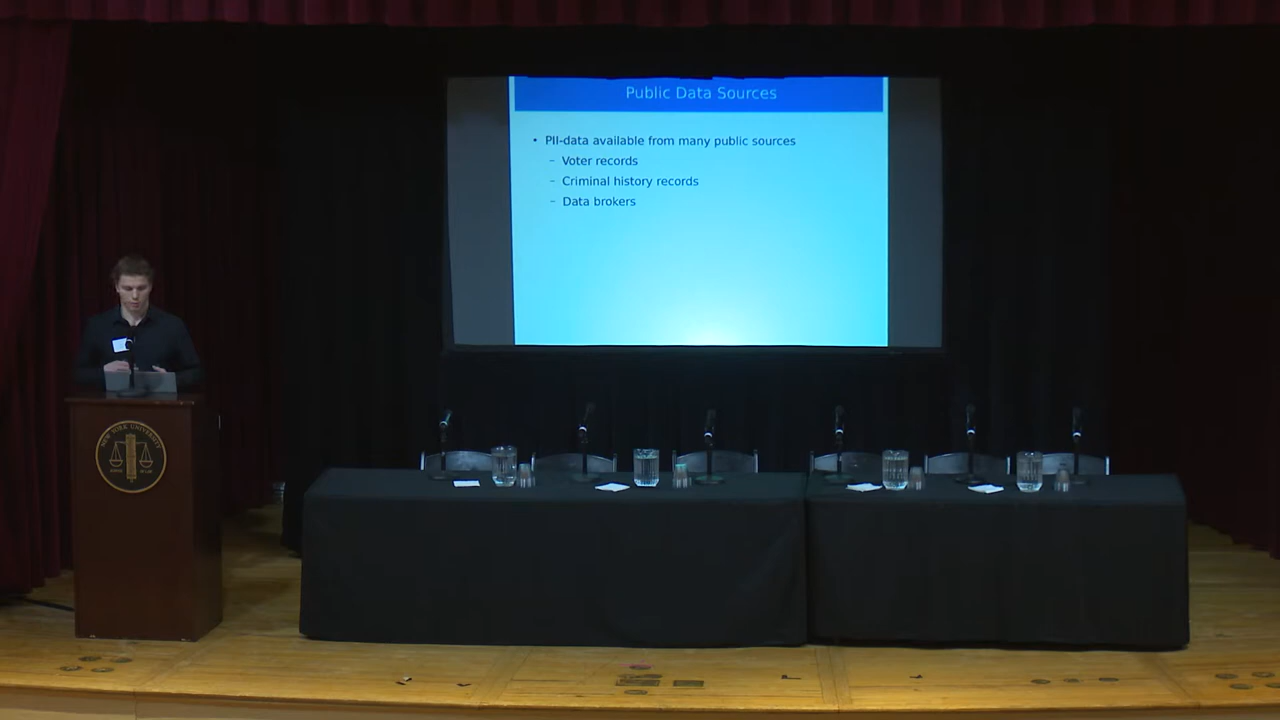 Public Data Sources
• PII-data available from many public sources
– Voter records
– Criminal history records
– Data brokers
NEW YORK UNIVERSITY